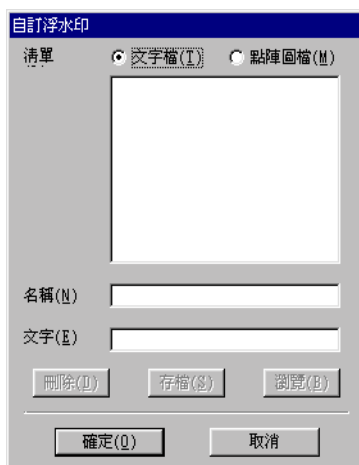 自訂浮水印
清單 文字檔(T) 點陣圖檔(M)
名稱(N)
文字(E)
刪除(D) 存檔(S) 瀏覽(B)
確定(O) 取消